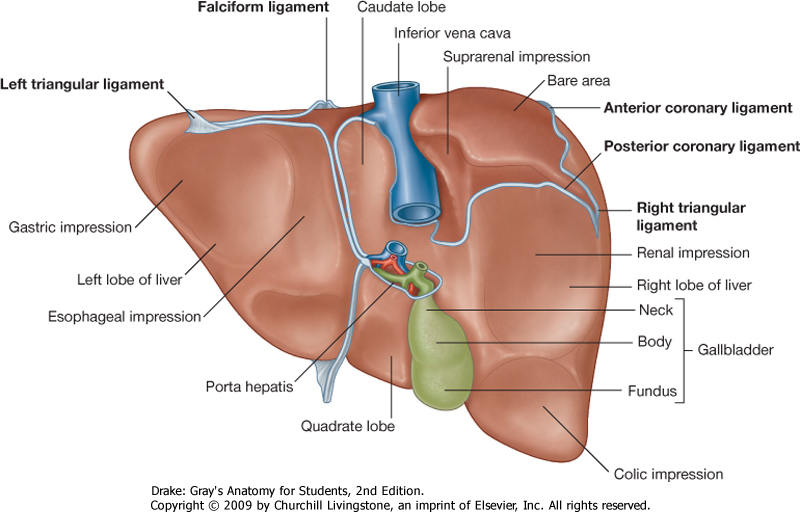 Falciform ligament
Caudate lobe
Inferior vena cava
Suprarenal impression
Bare area
Left triangular ligament
Anterior coronary ligament
Posterior coronary ligament
Right triangular
ligament
Gastric impression
Renal impression
Left lobe of liver
Right lobe of liver
Esophageal impression
Neck
Body
Gallbladder
Fundus
Porta hepatis
Quadrate lobe
Colic impression
Drake: Gray's Anatomy for Students, 2nd Edition.
Copyright © 2009 by Churchill Livingstone, an imprint of Elsevier, Inc. All rights reserved.